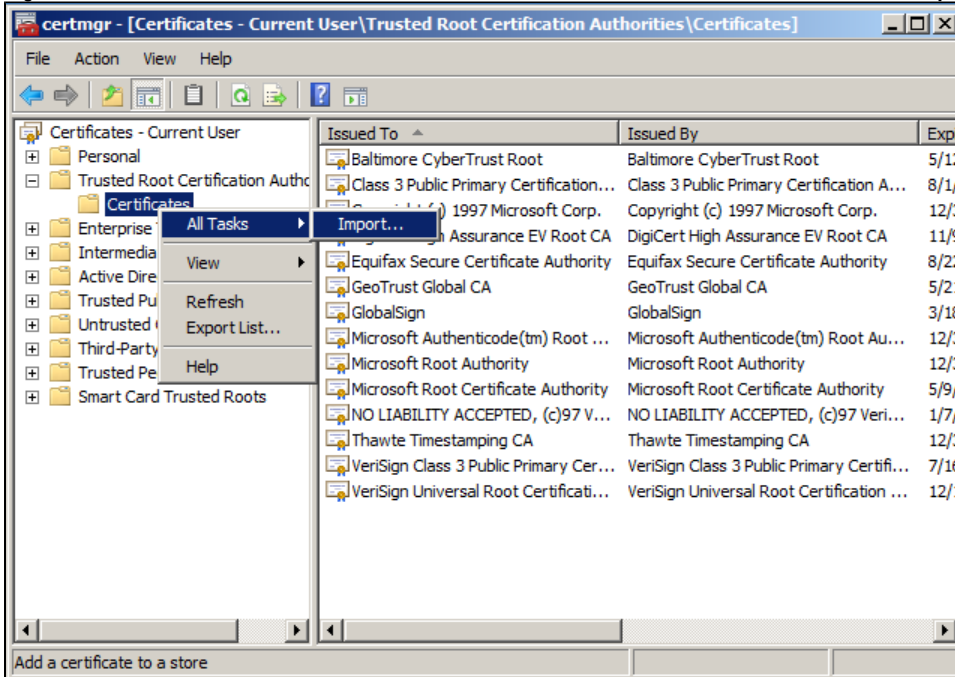 certmgr - [Certificates - Current User\Trusted Root Certification Authorities\Certificates]
File Action View Help
Certificates - Current User
Personal
Trusted Root Certification Autho
Certificates
Enterprise
Intermedia
Active Dire
Trusted Pu
Untrusted
Third-Party
Trusted Pe
Smart Card Trusted Roots
All Tasks
View
Refresh
Export List...
Help
Import...
Issued To Issued By Exp
Baltimore CyberTrust Root Baltimore CyberTrust Root 5/12
Class 3 Public Primary Certification... Class 3 Public Primary Certification A... 8/1/
1997 Microsoft Corp. Copyright (c) 1997 Microsoft Corp. 12/3
Assurance EV Root CA DigiCert High Assurance EV Root CA 11/9
Equifax Secure Certificate Authority Equifax Secure Certificate Authority 8/22
GeoTrust Global CA GeoTrust Global CA 5/2
GlobalSign GlobalSign 3/18
Microsoft Authenticode(tm) Root ... Microsoft Authenticode(tm) Root Au... 12/3
Microsoft Root Authority Microsoft Root Authority 12/3
Microsoft Root Certificate Authority Microsoft Root Certificate Authority 5/9/
NO LIABILITY ACCEPTED, (c)97 V... NO LIABILITY ACCEPTED, (c)97 Veri... 1/7/
Thawte Timestamping CA Thawte Timestamping CA 12/3
VeriSign Class 3 Public Primary Cer... VeriSign Class 3 Public Primary Certifi... 7/16
VeriSign Universal Root Certificati... VeriSign Universal Root Certification ... 12/
Add a certificate to a store